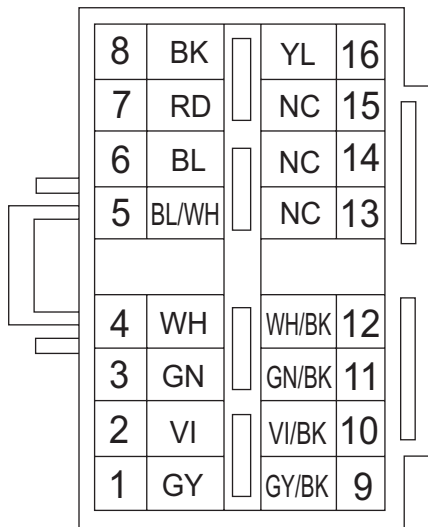 8 BK YL 16
7 RD NC 15
6 BL NC 14
5 BL/WH NC 13
4 WH WH/BK 12
3 GN GN/BK 11
2 VI VI/BK 10
1 GY GY/BK 9